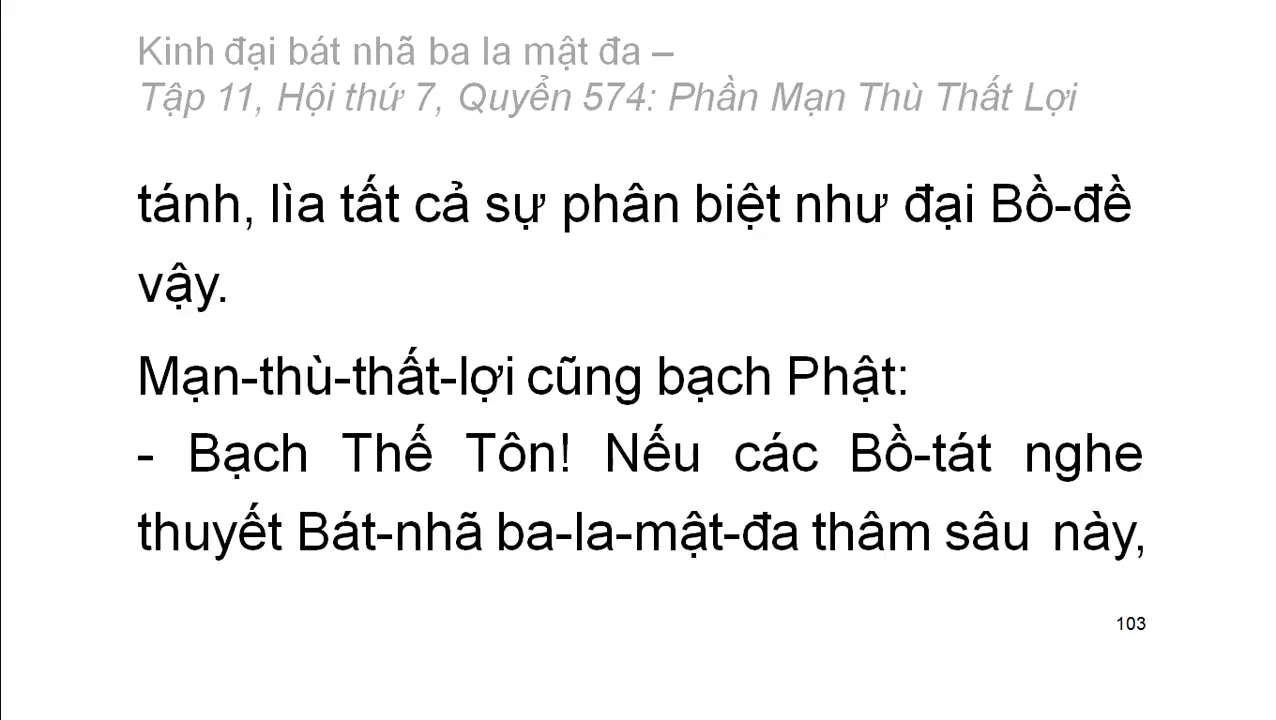 Kinh đại bát nhã ba la mật đa –
Tập 11, Hội thứ 7, Quyển 574: Phần Mạn Thù Thất Lợi
tánh, lìa tất cả sự phân biệt như đại Bồ-đề
vậy.
Mạn-thù-thất-lợi cũng bạch Phật:
- Bạch Thế Tôn! Nếu các Bồ-tát nghe
thuyết Bát-nhã ba-la-mật-đa thâm sâu này,
103